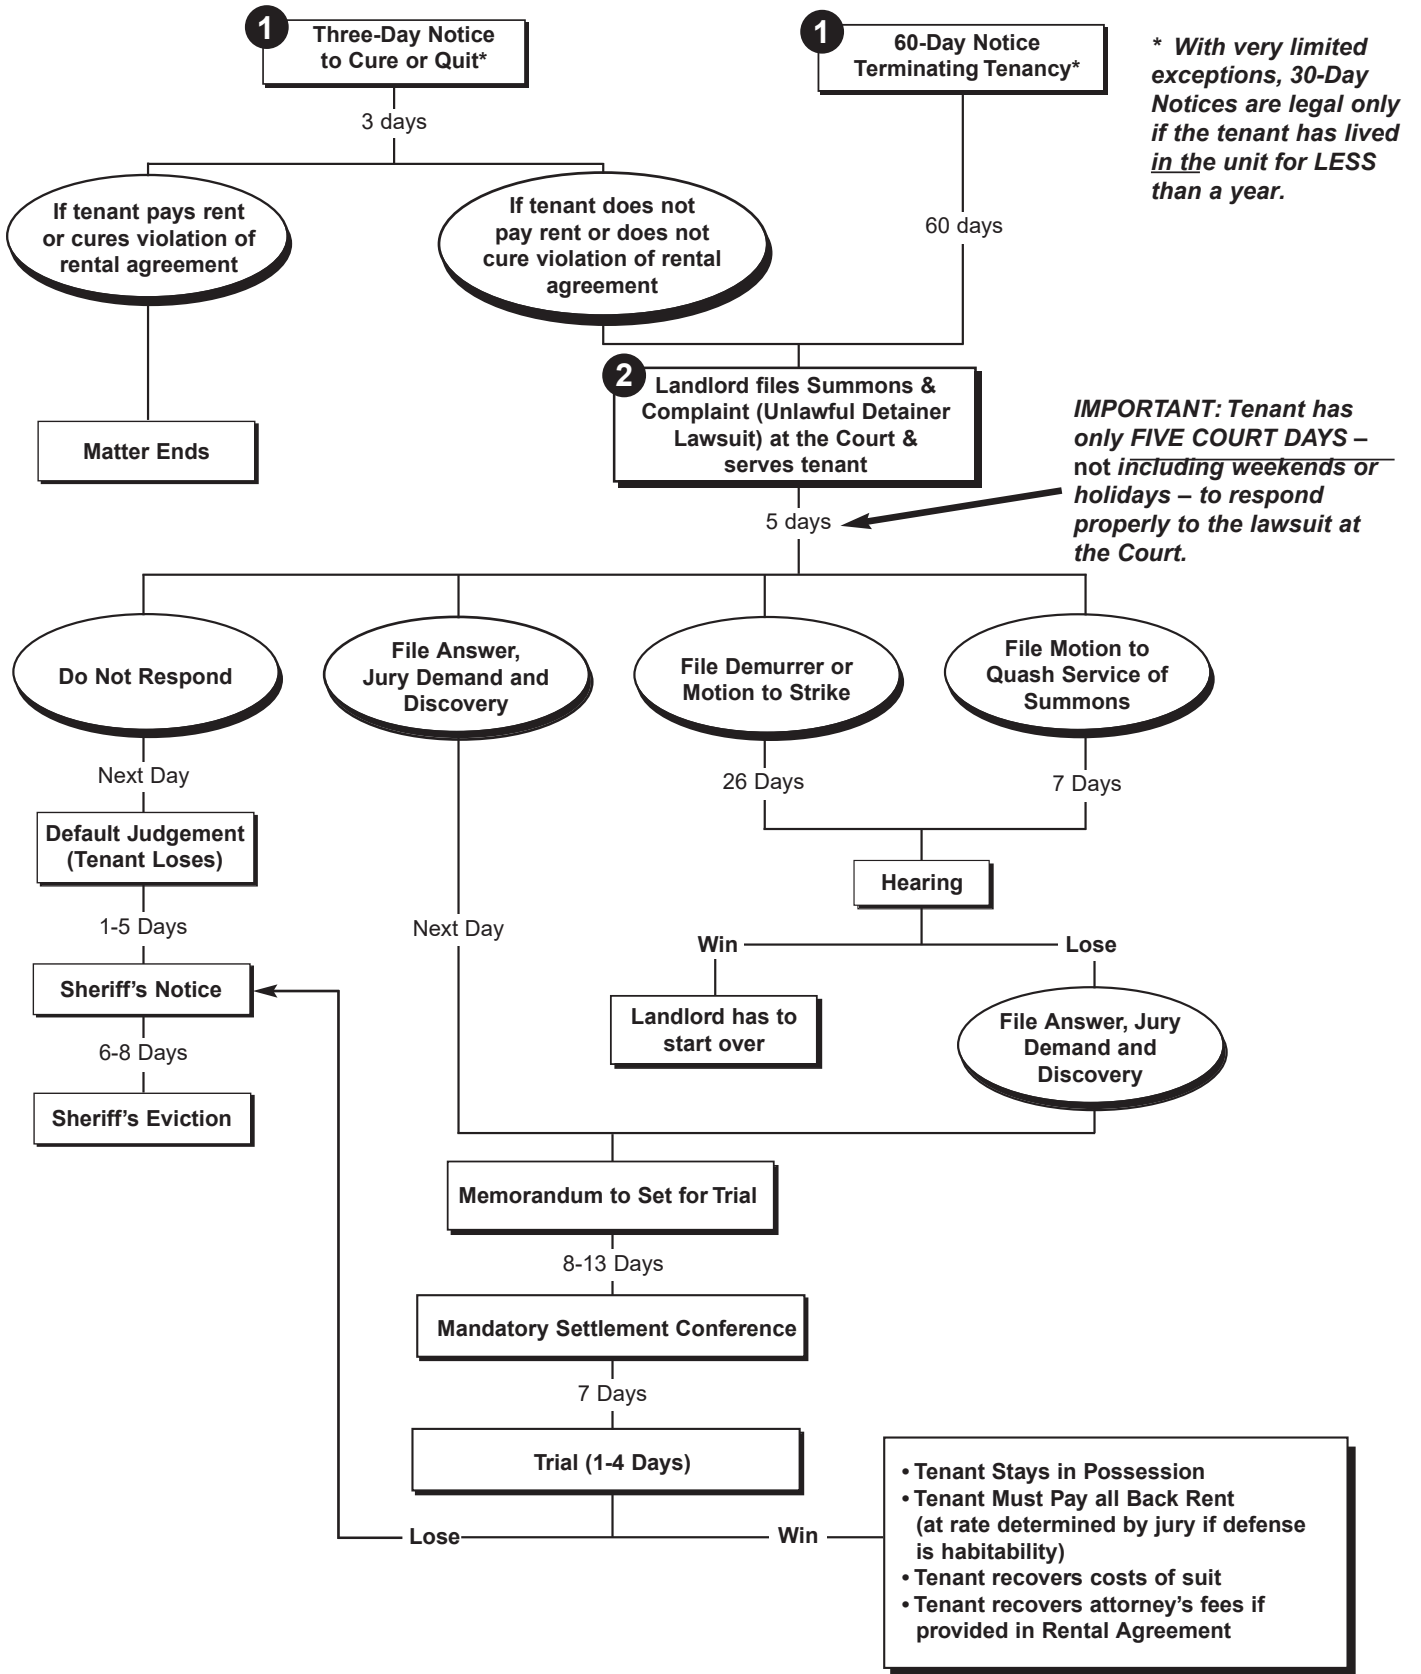 1
Three-Day Notice
to Cure or Quit*
1
60-Day Notice
Terminating Tenancy*
* With very limited
exceptions, 30-Day
Notices are legal only
if the tenant has lived
in the unit for LESS
than a year.
3 days
60 days
If tenant pays rent
or cures violation of
rental agreement
If tenant does not
pay rent or does not
cure violation of rental
agreement
Matter Ends
2
Landlord files Summons &
Complaint (Unlawful Detainer
Lawsuit) at the Court &
serves tenant
IMPORTANT: Tenant has
only FIVE COURT DAYS –
not including weekends or
holidays – to respond
properly to the lawsuit at
the Court.
5 days
Do Not Respond
File Answer,
Jury Demand and
Discovery
File Demurrer or
Motion to Strike
File Motion to
Quash Service of
Summons
Next Day
26 Days
7 Days
Default Judgement
(Tenant Loses)
Hearing
1-5 Days
Next Day
Win
Lose
Sheriff’s Notice
Landlord has to
start over
File Answer, Jury
Demand and
Discovery
6-8 Days
Sheriff’s Eviction
Memorandum to Set for Trial
8-13 Days
Mandatory Settlement Conference
7 Days
Trial (1-4 Days)
Lose
Win
• Tenant Stays in Possession
• Tenant Must Pay all Back Rent
(at rate determined by jury if defense
is habitability)
• Tenant recovers costs of suit
• Tenant recovers attorney’s fees if
provided in Rental Agreement